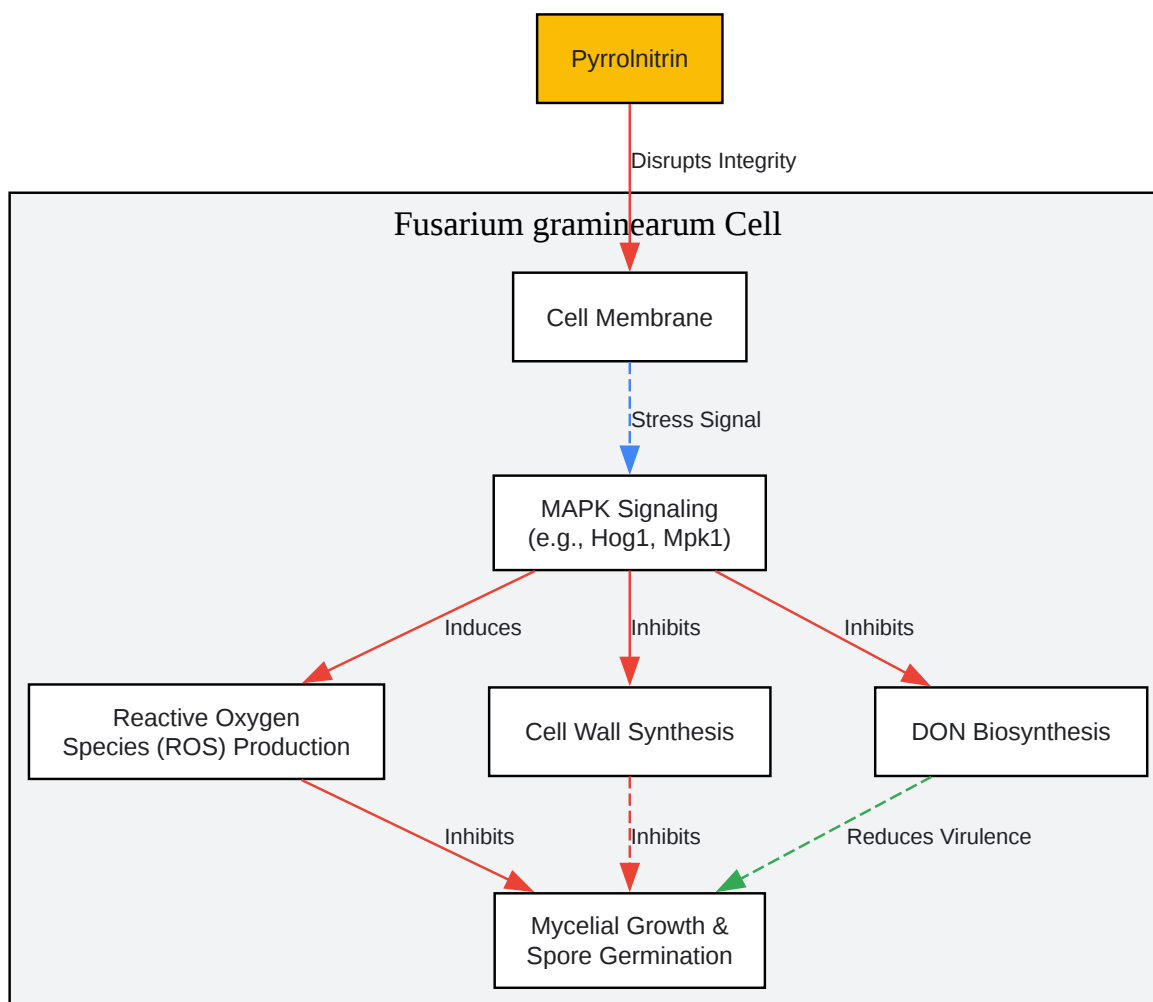 Pyrrolnitrin
Disrupts Integrity
Fusarium graminearum Cell
Cell Membrane
Stress Signal
MAPK Signaling
(e.g., Hog1, Mpk1)
Induces
Inhibits
Inhibits
Reactive Oxygen
Species (ROS) Production
Cell Wall Synthesis
DON Biosynthesis
Inhibits
Inhibits
Reduces Virulence
Mycelial Growth &
Spore Germination